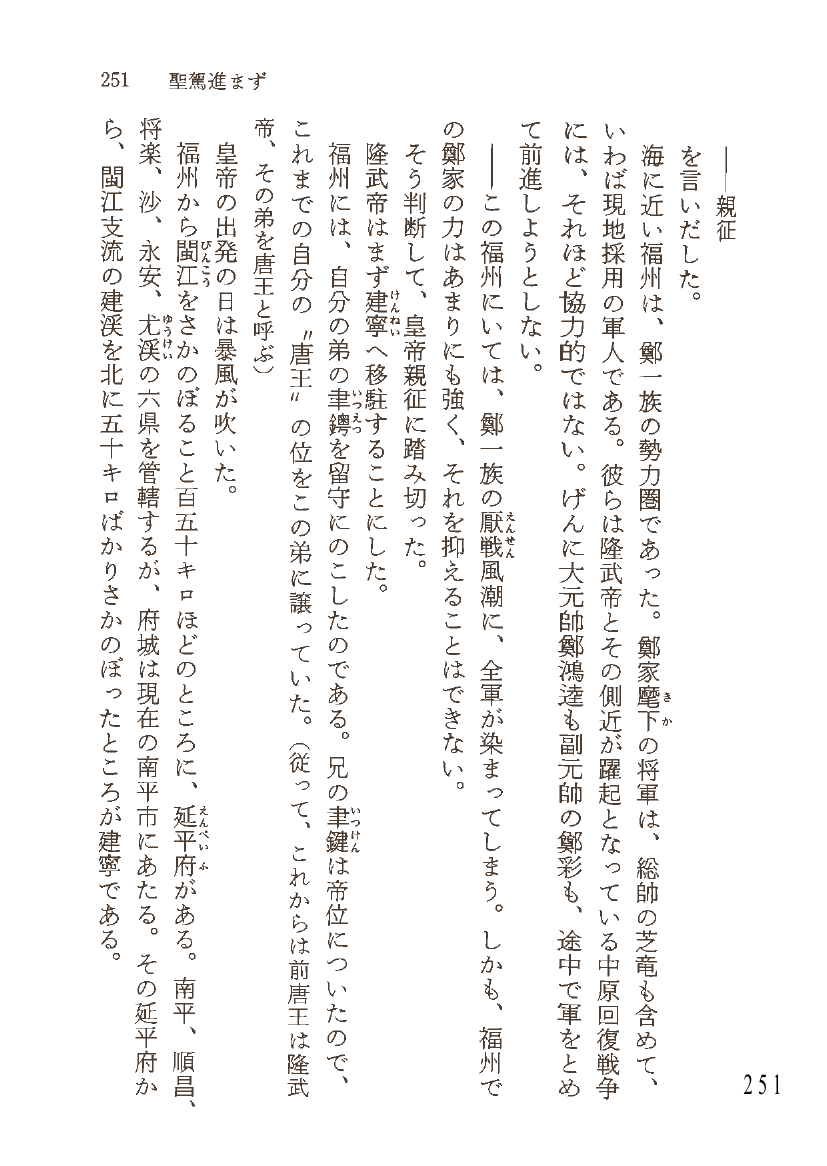 251　聖駕進まず
――親征
を言いだした。
　海に近い福州は、鄭一族の勢力圏であった。鄭家麾下の将軍は、総帥の芝竜も含めて、
いわば現地採用の軍人である。彼らは隆武帝とその側近が躍起となっている中原回復戦争
には、それほど協力的ではない。げんに大元帥鄭鴻逵も副元帥の鄭彩も、途中で軍をとめ
て前進しようとしない。
　――この福州にいては、鄭一族の厭戦風潮に、全軍が染まってしまう。しかも、福州で
の鄭家の力はあまりにも強く、それを抑えることはできない。
　そう判断して、皇帝親征に踏み切った。
　隆武帝はまず建寧へ移駐することにした。
　福州には、自分の弟の聿鍔を留守にのこしたのである。兄の聿鍵は帝位についたので、
これまでの自分の〝唐王〟の位をこの弟に譲っていた。（従って、これからは前唐王は隆武
帝、その弟を唐王と呼ぶ）
　皇帝の出発の日は暴風が吹いた。
　福州から閩江をさかのぼること百五十キロほどのところに、延平府がある。南平、順昌、
将楽、沙、永安、尤渓の六県を管轄するが、府城は現在の南平市にあたる。その延平府か
ら、閩江支流の建渓を北に五十キロばかりさかのぼったところが建寧である。
251